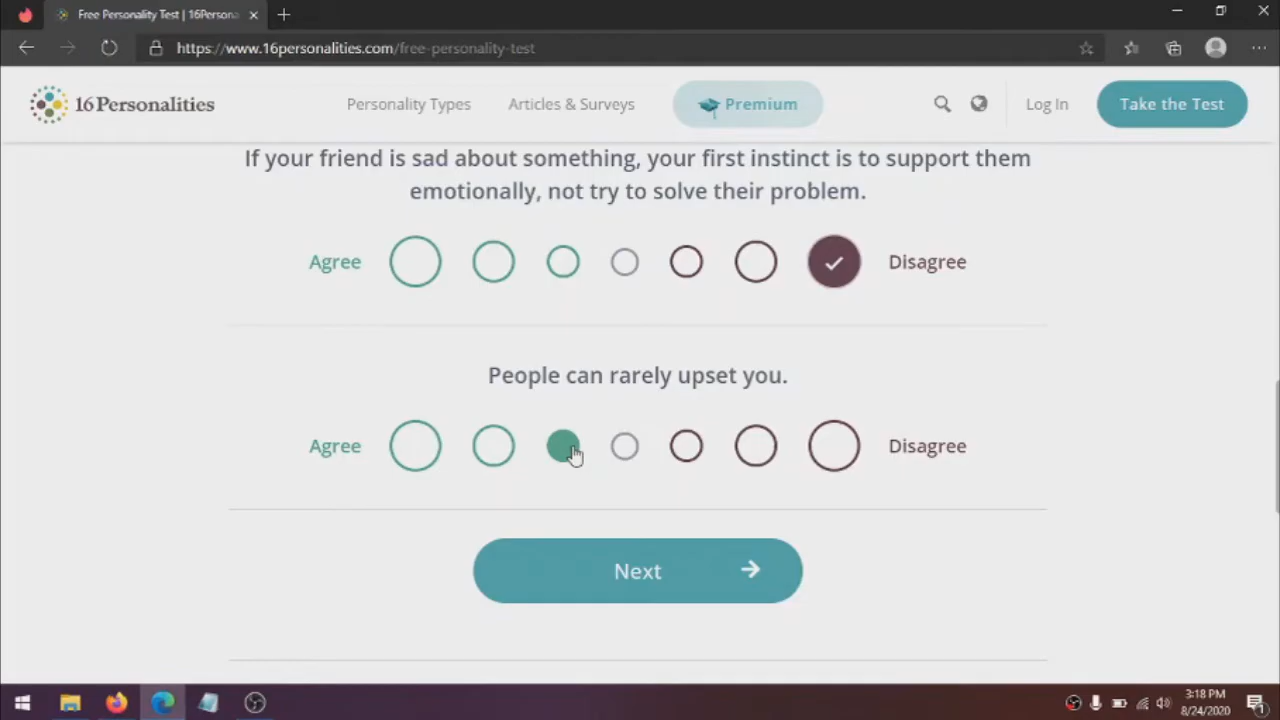 Free Personality Test | 16Persona
https://www.16personalities.com/free-personality-test
16Personalities
Personality Types
Articles & Surveys
Premium
Log In
Take the Test
If your friend is sad about something, your first instinct is to support them
emotionally, not try to solve their problem.
Agree
Disagree
People can rarely upset you.
Agree
Disagree
Next
3:18 PM
8/24/2020
1